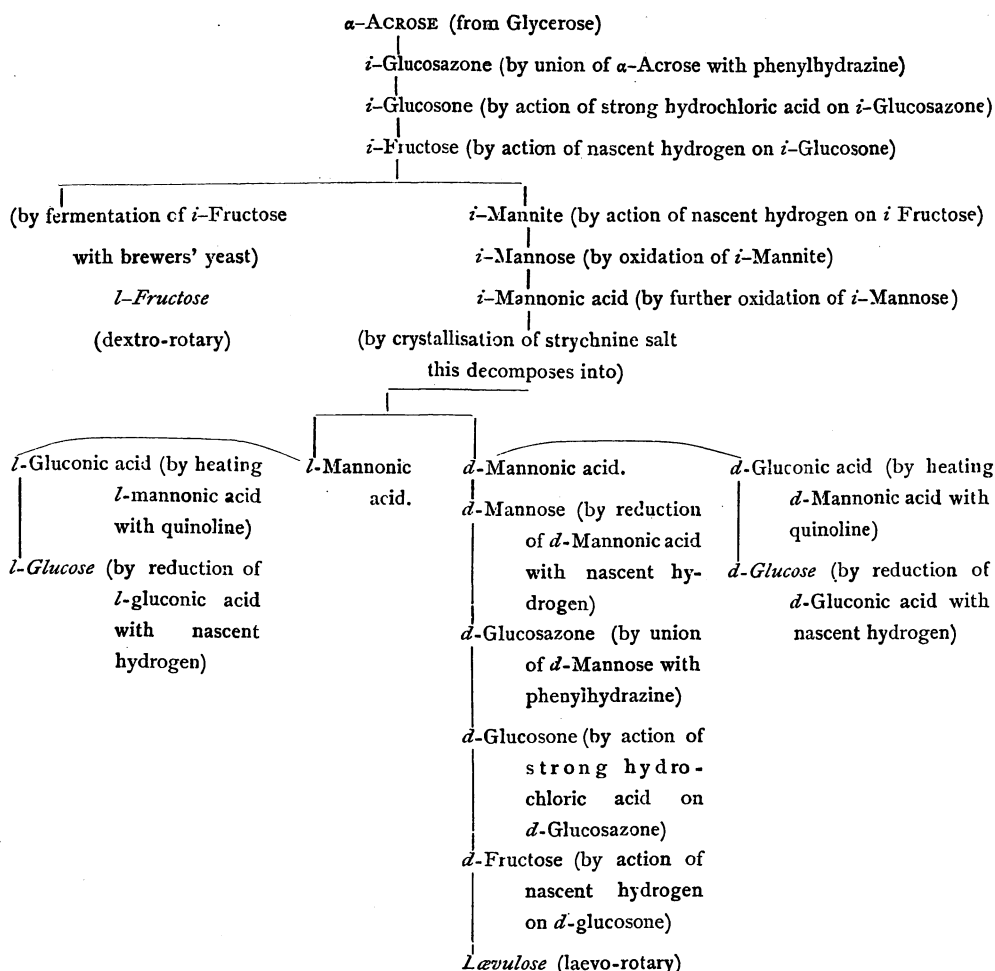 α-ACROSE (from Glycerose)
i-Glucosazone (by union of α-Acrose with phenylhydrazine)
i-Glucosone (by action of strong hydrochloric acid on i-Glucosazone)
i-Fructose (by action of nascent hydrogen on i-Glucosone)
(by fermentation of i-Fructose
with brewers' yeast)
l-Fructose
(dextro-rotary)
i-Mannite (by action of nascent hydrogen on i Fructose)
i-Mannose (by oxidation of i-Mannite)
i-Mannonic acid (by further oxidation of i-Mannose)
(by crystallisation of strychnine salt
this decomposes into)
l-Gluconic acid (by heating
l-mannonic acid
with quinoline)
l-Glucose (by reduction of
l-gluconic acid
with nascent
hydrogen)
l-Mannonic
acid.
d-Mannonic acid.
d-Mannose (by reduction
of d-Mannonic acid
with nascent hy-
drogen)
d-Glucosazone (by union
of d-Mannose with
phenylhydrazine)
d-Glucosone (by action of
strong hydro-
chloric acid on
d-Glucosazone)
d-Fructose (by action of
nascent hydrogen
on d-glucosone)
Lævulose (laevo-rotary)
d-Gluconic acid (by heating
d-Mannonic acid with
quinoline)
d-Glucose (by reduction of
d-Gluconic acid with
nascent hydrogen)